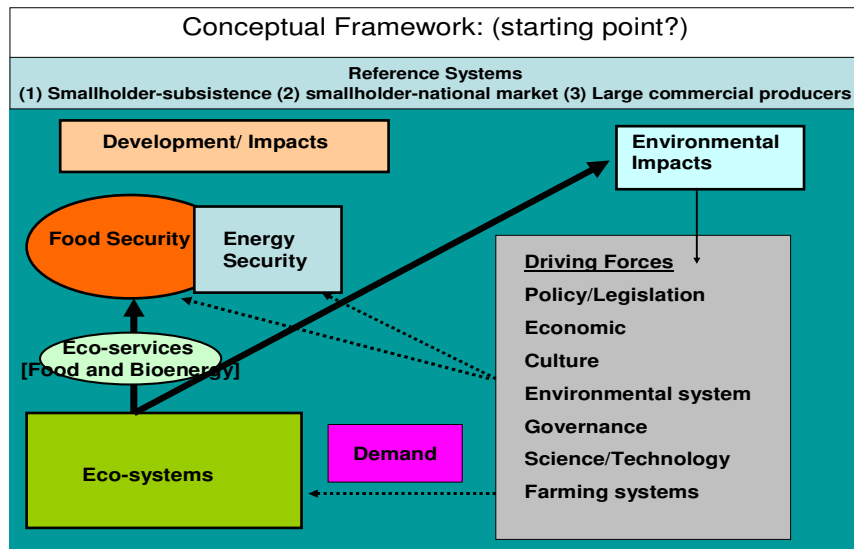 Conceptual Framework: (starting point?)
Reference Systems
(1) Smallholder-subsistence (2) smallholder-national market (3) Large commercial producers
Development/ Impacts
Environmental
Impacts
Food Security
Energy
Security
Driving Forces
Policy/Legislation
Economic
Culture
Environmental system
Governance
Science/Technology
Farming systems
Eco-services
[Food and Bioenergy]
Demand
Eco-systems